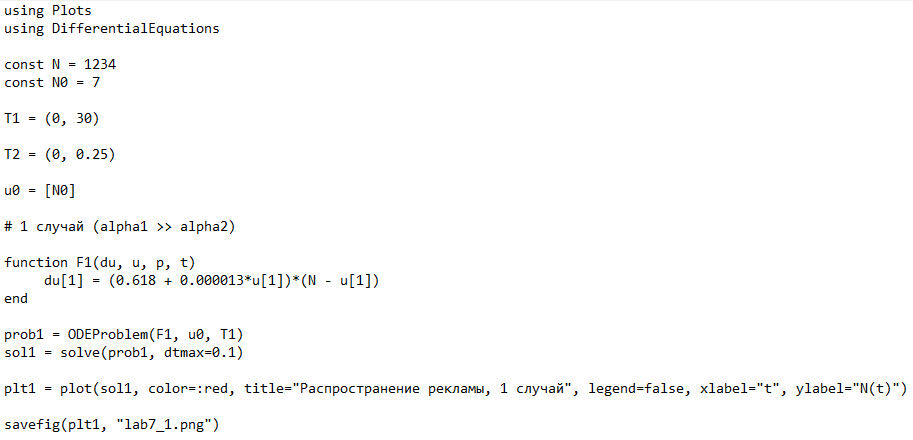 using Plots
using DifferentialEquations

const N = 1234
const N0 = 7

T1 = (0, 30)

T2 = (0, 0.25)

u0 = [N0]

# 1 случай (alpha1 >> alpha2)

function F1(du, u, p, t)
     du[1] = (0.618 + 0.000013*u[1])*(N - u[1])
end

prob1 = ODEProblem(F1, u0, T1)
sol1 = solve(prob1, dtmax=0.1)

plt1 = plot(sol1, color=:red, title="Распространение рекламы, 1 случай", legend=false, xlabel="t", ylabel="N(t)")

savefig(plt1, "lab7_1.png")